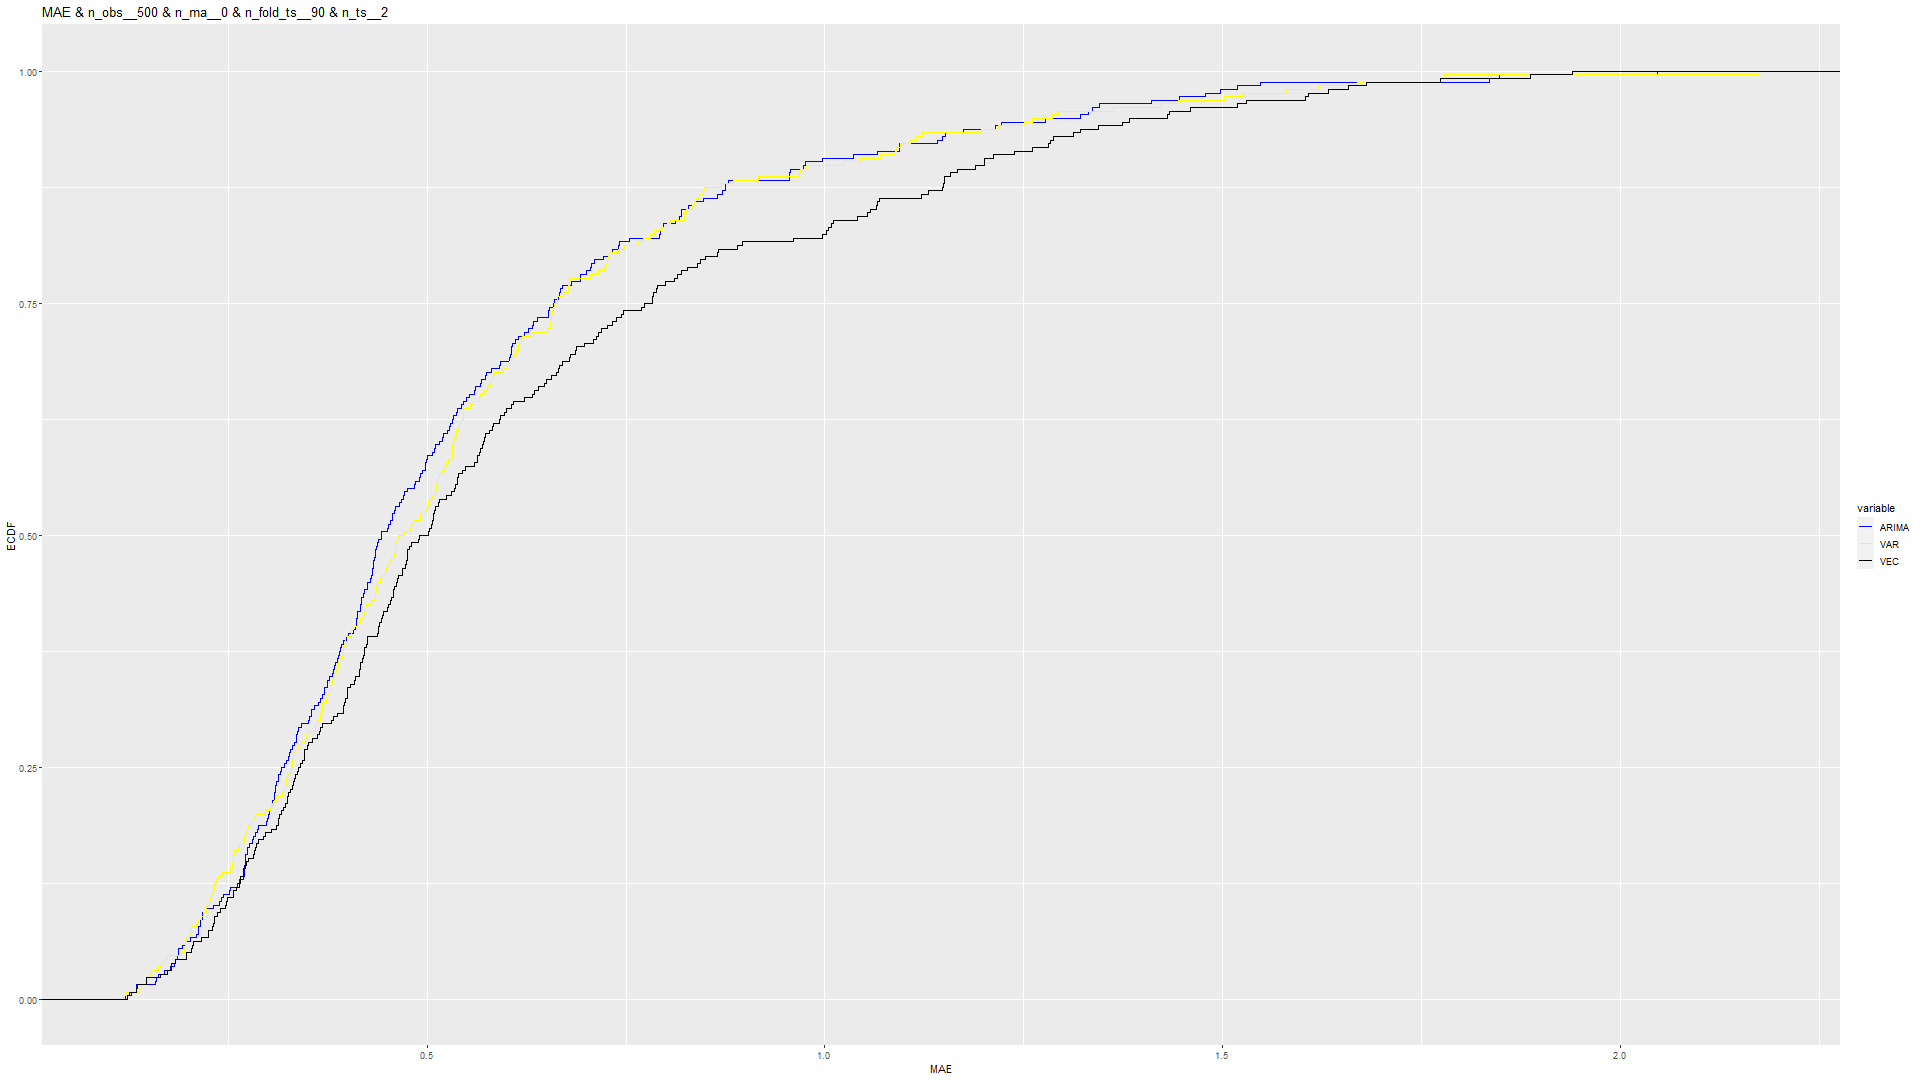 MAE & n_obs__500 & n_ma__0 & n_fold_ts__90 & n_ts__2
1.00
0.75
0.50
0.25
0.00
ECDF
0.5
1.0
1.5
2.0
MAE
variable
ARIMA
VAR
VEC